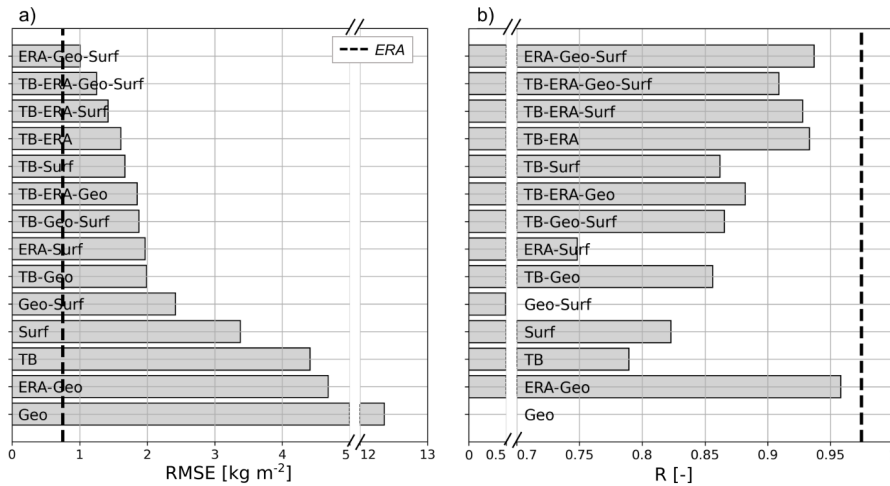 a)
ERA
ERA-Geo-Surf
TB-ERA-Geo-Surf
TB-ERA-Surf
TB-ERA
TB-Surf
TB-ERA-Geo
TB-Geo-Surf
ERA-Surf
TB-Geo
Geo-Surf
Surf
TB
ERA-Geo
Geo
0 1 2 3 4 5 12 13
RMSE [kg m⁻²]
b)
ERA-Geo-Surf
TB-ERA-Geo-Surf
TB-ERA-Surf
TB-ERA
TB-Surf
TB-ERA-Geo
TB-Geo-Surf
ERA-Surf
TB-Geo
Geo-Surf
Surf
TB
ERA-Geo
Geo
0 0.5 0.7 0.75 0.8 0.85 0.9 0.95
R [-]